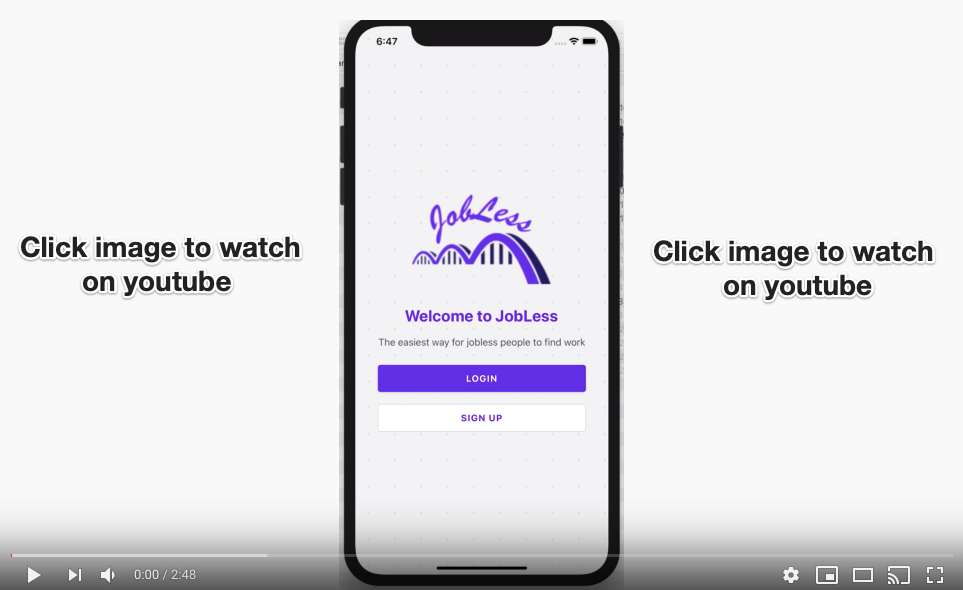 6:47
Click image to watch
on youtube
JobLess
Welcome to JobLess
The easiest way for jobless people to find work
LOGIN
SIGN UP
Click image to watch
on youtube
0:00 / 2:48